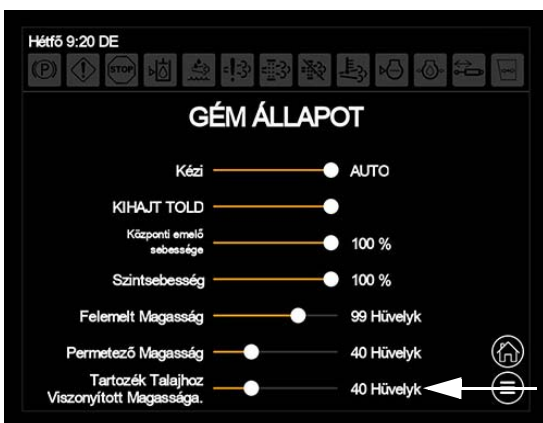 Hétfő 9:20 DE
(P) STOP
GÉM ÁLLAPOT
Kézi AUTO
KIHAJT TOLD
Központi emelő
sebessége 100 %
Szintsebesség 100 %
Felemelt Magasság 99 Hüvelyk
Permetező Magasság 40 Hüvelyk
Tartozék Talajhoz
Viszonyított Magassága. 40 Hüvelyk